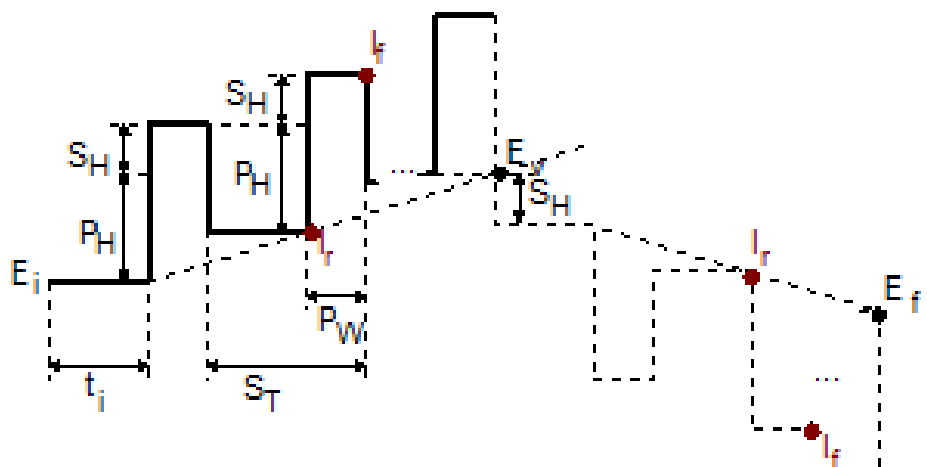 I_f
S_H
S_H
P_H
...
E_v
S_H
P_H
I_r
I_r
E_i
E_f
P_W
t_i
S_T
...
I_f